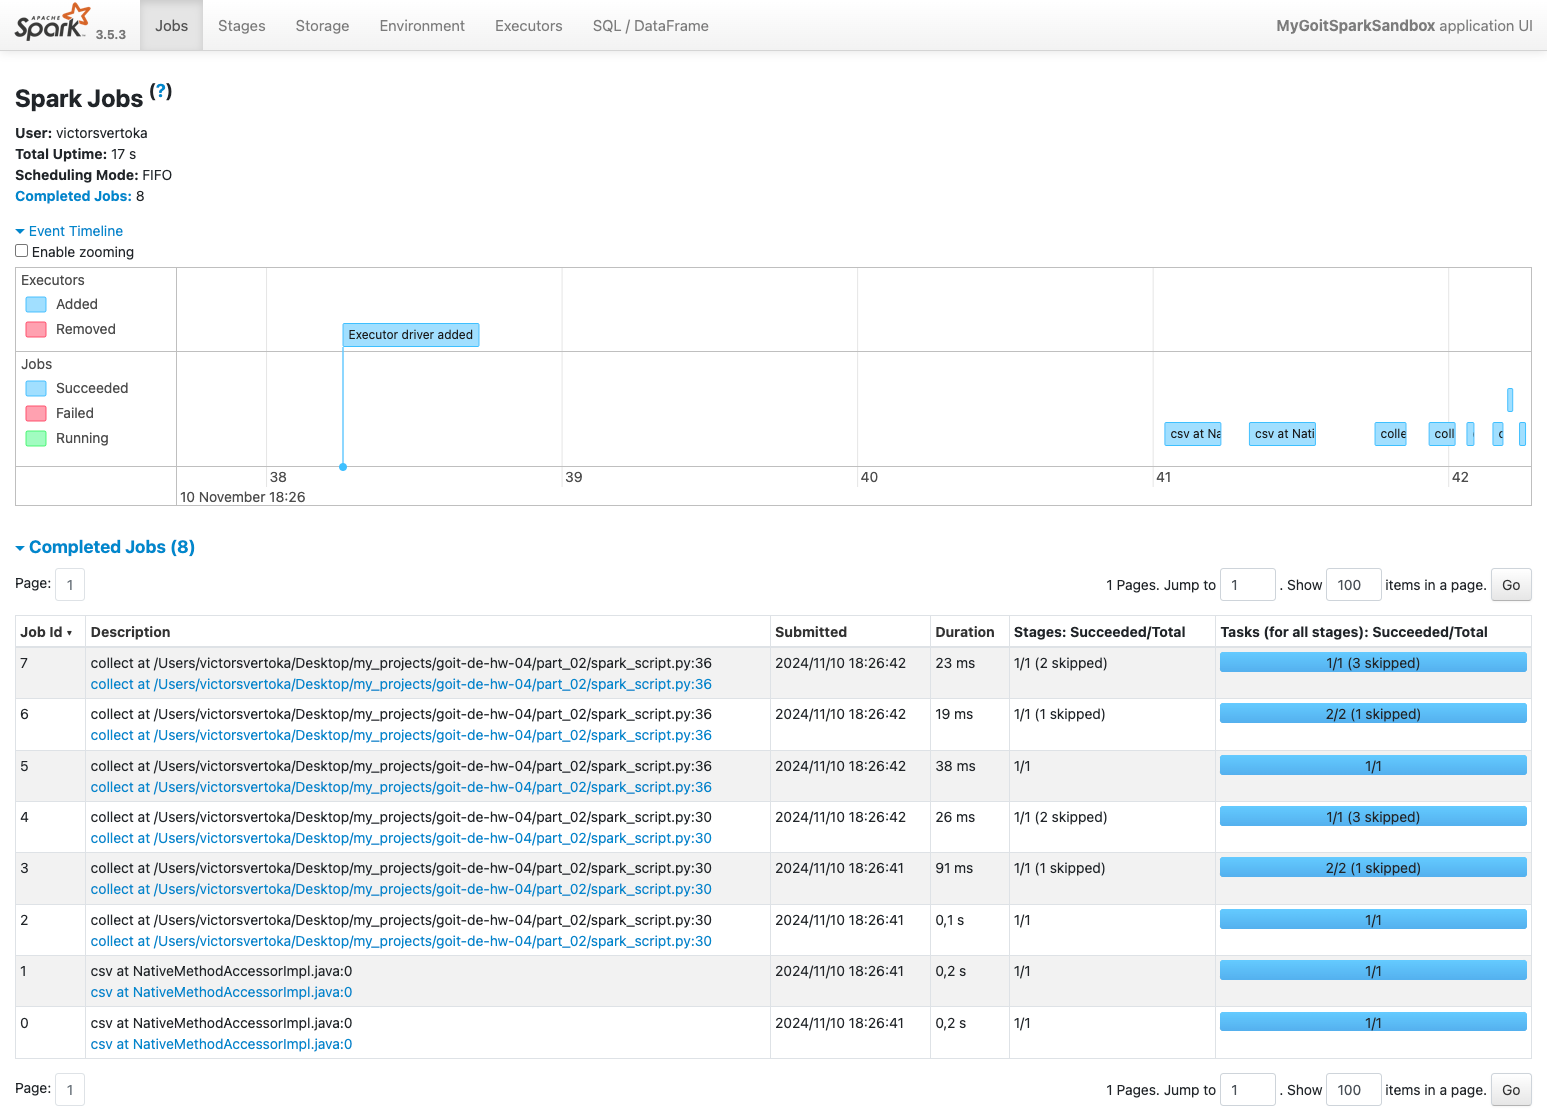 APACHE
Spark 3.5.3 Jobs Stages Storage Environment Executors SQL / DataFrame MyGoitSparkSandbox application UI
Spark Jobs (?)
User: victorsvertoka
Total Uptime: 17 s
Scheduling Mode: FIFO
Completed Jobs: 8
Event Timeline
Enable zooming
Executors
Added
Removed
Executor driver added
Jobs
Succeeded
Failed
Running
csv at Na csv at Nati colle coll
38 39 40 41 42
10 November 18:26
Completed Jobs (8)
Page: 1 1 Pages. Jump to 1 . Show 100 items in a page. Go
Job Id ▾ Description Submitted Duration Stages: Succeeded/Total Tasks (for all stages): Succeeded/Total
7 collect at /Users/victorsvertoka/Desktop/my_projects/goit-de-hw-04/part_02/spark_script.py:36 2024/11/10 18:26:42 23 ms 1/1 (2 skipped) 1/1 (3 skipped)
collect at /Users/victorsvertoka/Desktop/my_projects/goit-de-hw-04/part_02/spark_script.py:36
6 collect at /Users/victorsvertoka/Desktop/my_projects/goit-de-hw-04/part_02/spark_script.py:36 2024/11/10 18:26:42 19 ms 1/1 (1 skipped) 2/2 (1 skipped)
collect at /Users/victorsvertoka/Desktop/my_projects/goit-de-hw-04/part_02/spark_script.py:36
5 collect at /Users/victorsvertoka/Desktop/my_projects/goit-de-hw-04/part_02/spark_script.py:36 2024/11/10 18:26:42 38 ms 1/1 1/1
collect at /Users/victorsvertoka/Desktop/my_projects/goit-de-hw-04/part_02/spark_script.py:36
4 collect at /Users/victorsvertoka/Desktop/my_projects/goit-de-hw-04/part_02/spark_script.py:30 2024/11/10 18:26:42 26 ms 1/1 (2 skipped) 1/1 (3 skipped)
collect at /Users/victorsvertoka/Desktop/my_projects/goit-de-hw-04/part_02/spark_script.py:30
3 collect at /Users/victorsvertoka/Desktop/my_projects/goit-de-hw-04/part_02/spark_script.py:30 2024/11/10 18:26:41 91 ms 1/1 (1 skipped) 2/2 (1 skipped)
collect at /Users/victorsvertoka/Desktop/my_projects/goit-de-hw-04/part_02/spark_script.py:30
2 collect at /Users/victorsvertoka/Desktop/my_projects/goit-de-hw-04/part_02/spark_script.py:30 2024/11/10 18:26:41 0,1 s 1/1 1/1
collect at /Users/victorsvertoka/Desktop/my_projects/goit-de-hw-04/part_02/spark_script.py:30
1 csv at NativeMethodAccessorImpl.java:0 2024/11/10 18:26:41 0,2 s 1/1 1/1
csv at NativeMethodAccessorImpl.java:0
0 csv at NativeMethodAccessorImpl.java:0 2024/11/10 18:26:41 0,2 s 1/1 1/1
csv at NativeMethodAccessorImpl.java:0
Page: 1 1 Pages. Jump to 1 . Show 100 items in a page. Go